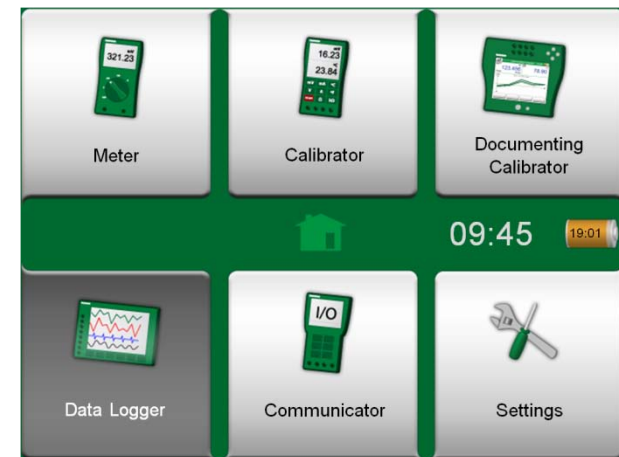 321.23
Meter
16.23
23.84
Calibrator
Documenting
Calibrator
09:45
19:01
Data Logger
I/O
Communicator
Settings